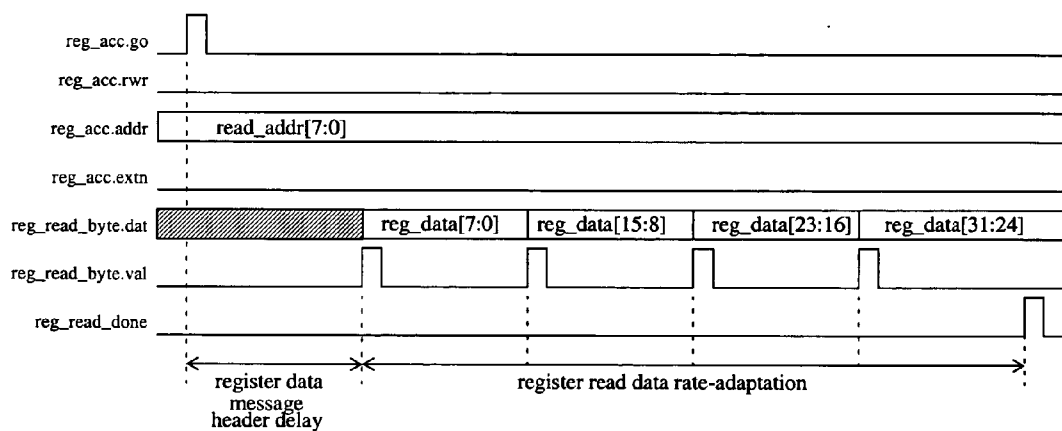 reg_acc.go
reg_acc.rwr
reg_acc.addr read_addr[7:0]
reg_acc.extn
reg_read_byte.dat reg_data[7:0] reg_data[15:8] reg_data[23:16] reg_data[31:24]
reg_read_byte.val
reg_read_done
register data register read data rate-adaptation
message
header delay